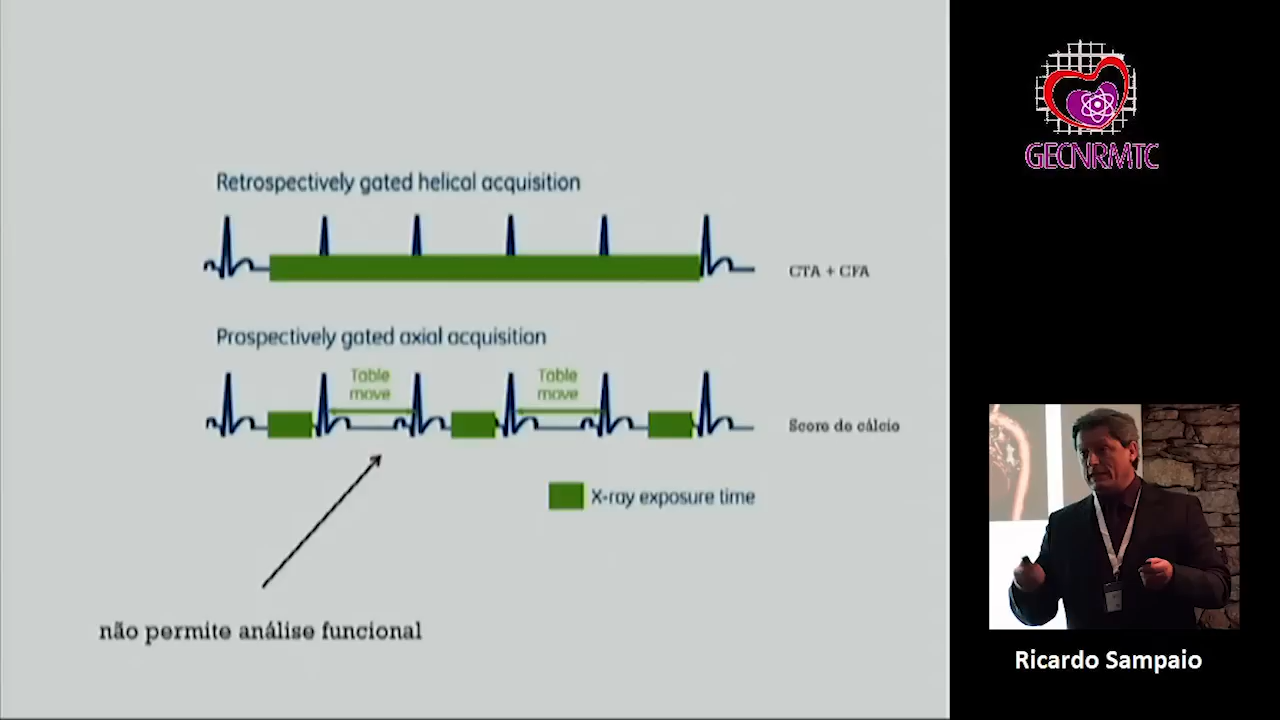 Retrospectively gated helical acquisition
CTA + CFA
Prospectively gated axial acquisition
Table
move
Table
move
Score de cálcio
X-ray exposure time
não permite análise funcional
GECNRMTC
Ricardo Sampaio